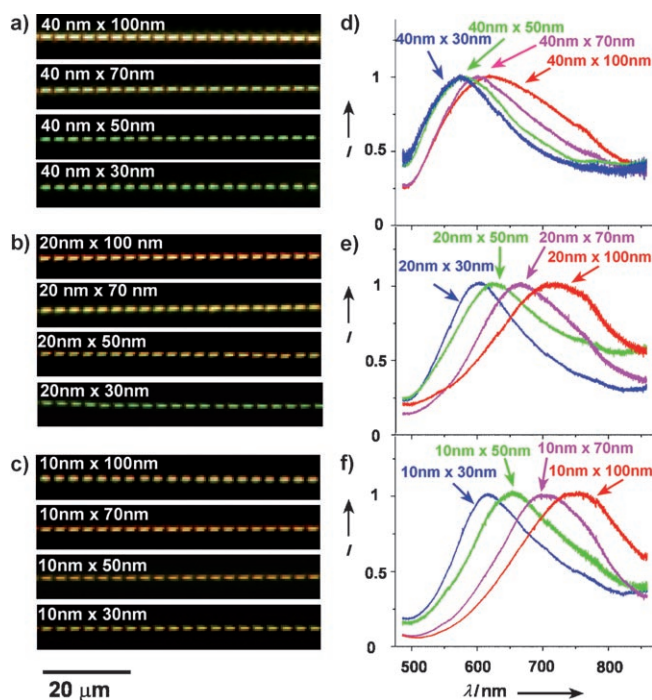 a)
40 nm x 100nm
40 nm x 70nm
40 nm x 50nm
40 nm x 30nm
b)
20nm x 100 nm
20 nm x 70 nm
20nm x 50nm
20nm x 30nm
c)
10nm x 100nm
10nm x 70nm
10nm x 50nm
10nm x 30nm
20 µm
d)
40nm x 50nm
40nm x 30nm
40nm x 70nm
40nm x 100nm
1
0.5
0
I
e)
20nm x 50nm
20nm x 70nm
20nm x 30nm
20nm x 100nm
1
0.5
0
I
f)
10nm x 50nm
10nm x 70nm
10nm x 30nm
10nm x 100nm
1
0.5
0
I
500 600 700 800
λ/nm